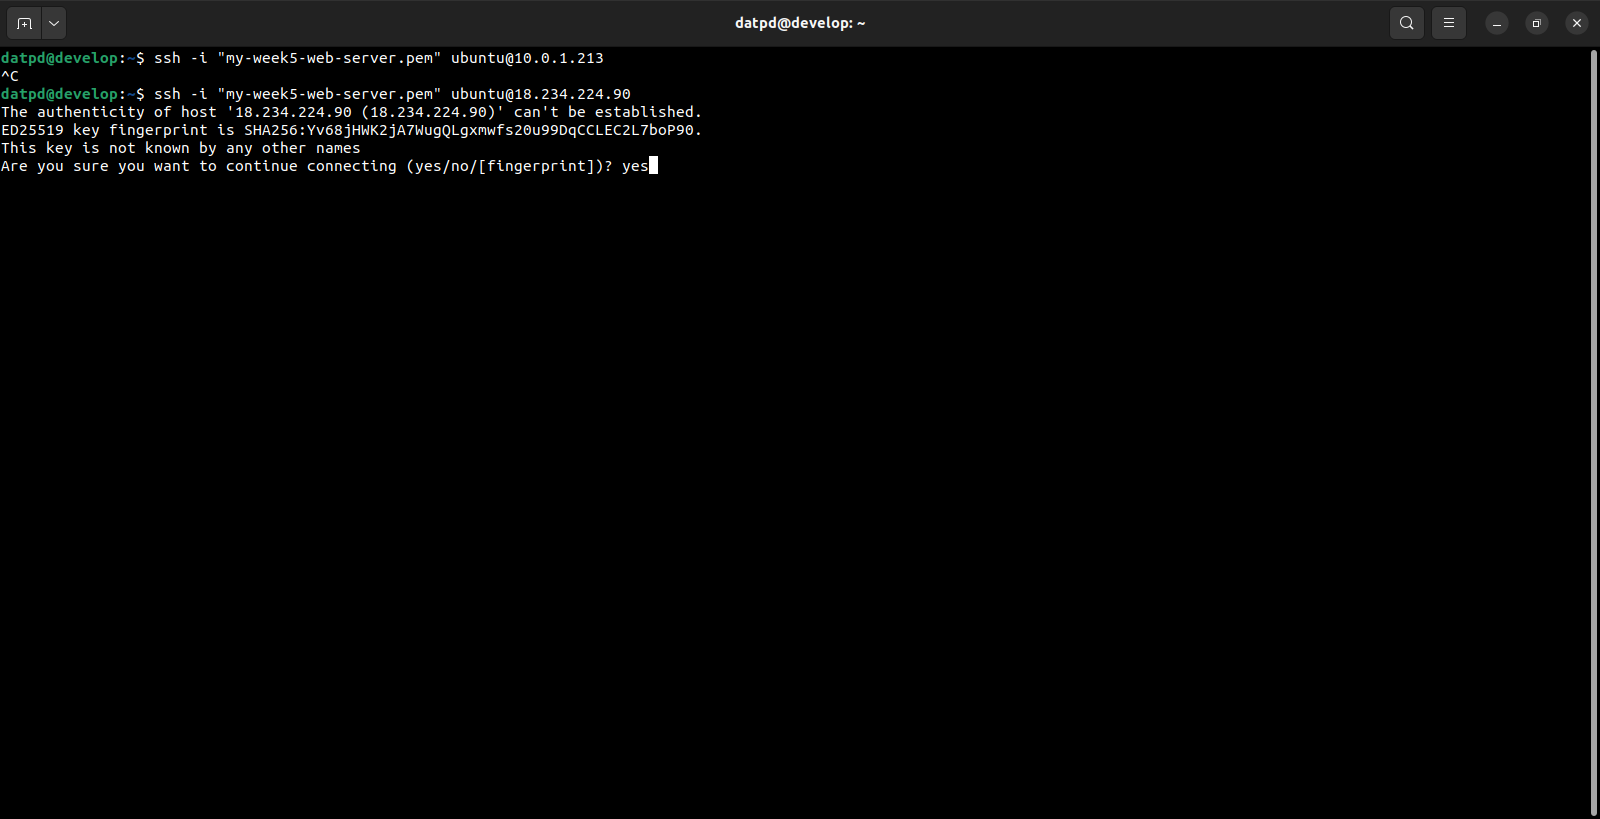 datpd@develop: ~
datpd@develop:~$ ssh -i "my-week5-web-server.pem" ubuntu@10.0.1.213
^C
datpd@develop:~$ ssh -i "my-week5-web-server.pem" ubuntu@18.234.224.90
The authenticity of host '18.234.224.90 (18.234.224.90)' can't be established.
ED25519 key fingerprint is SHA256:Yv68jHWK2jA7WugQLgxmwfs20u99DqCCLEC2L7boP90.
This key is not known by any other names
Are you sure you want to continue connecting (yes/no/[fingerprint])? yes